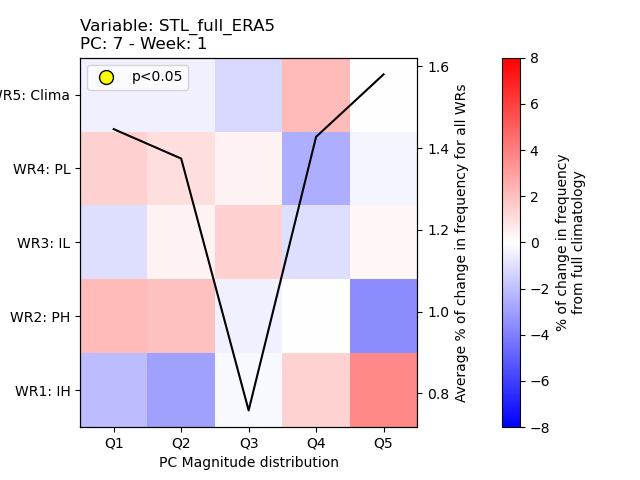 Variable: STL_full_ERA5
PC: 7 - Week: 1
p<0.05
WR5: Clima
WR4: PL
WR3: IL
WR2: PH
WR1: IH
Q1 Q2 Q3 Q4 Q5
PC Magnitude distribution
1.6
1.4
1.2
1.0
0.8
Average % of change in frequency for all WRs
8
6
4
2
0
−2
−4
−6
−8
% of change in frequency
from full climatology